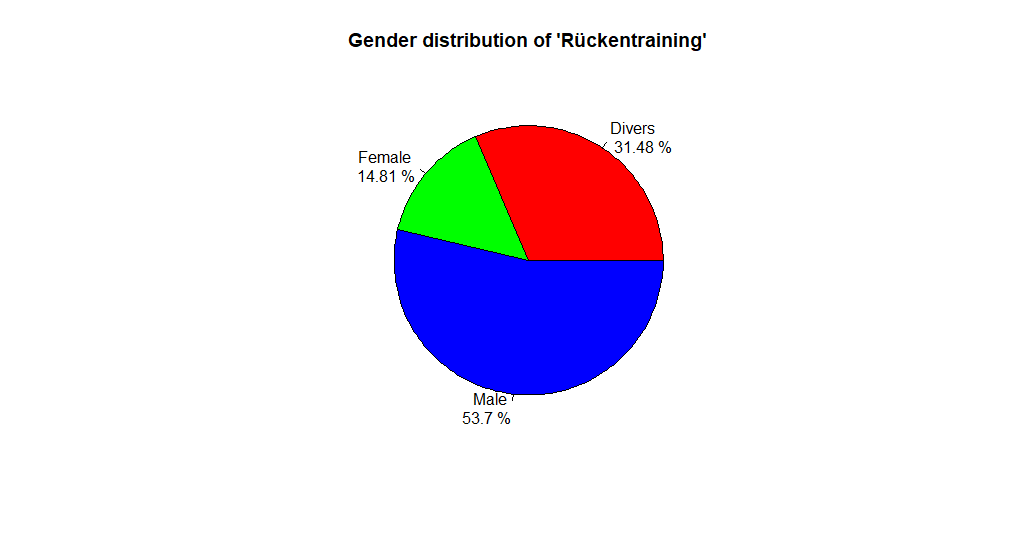 Gender distribution of 'Rückentraining'
Divers
31.48 %
Female
14.81 %
Male
53.7 %